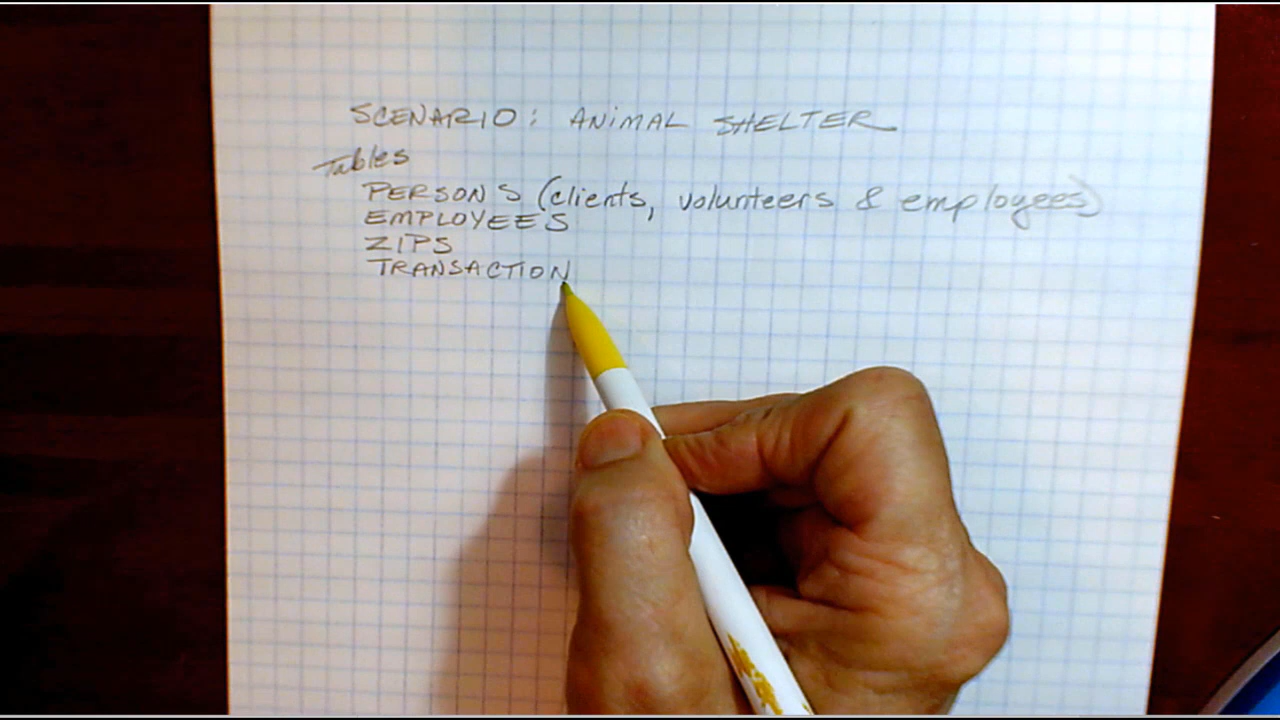 SCENARIO: ANIMAL SHELTER
Tables
PERSONS (clients, volunteers & employees)
EMPLOYEES
ZIPS
TRANSACTION